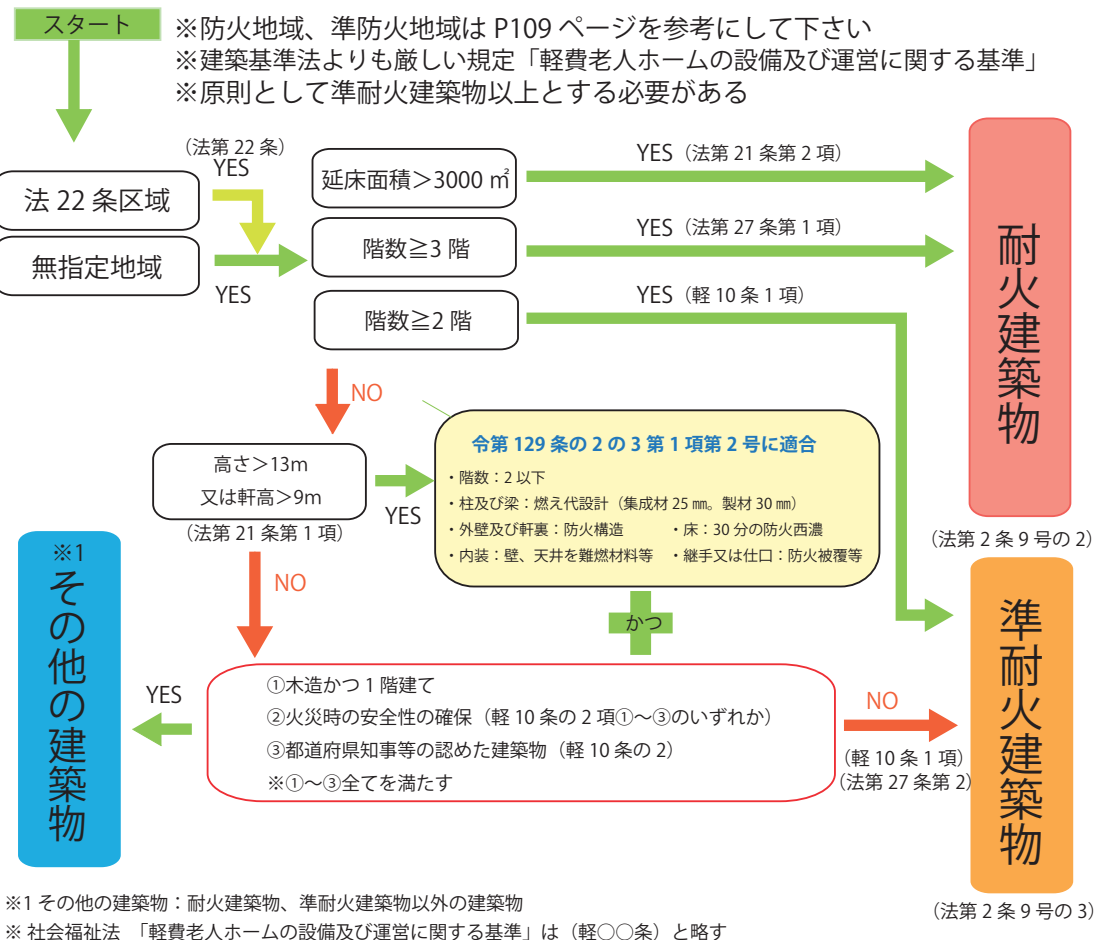 スタート
※防火地域、準防火地域は P109 ページを参考にして下さい
※建築基準法よりも厳しい規定「軽費老人ホームの設備及び運営に関する基準」
※原則として準耐火建築物以上とする必要がある
（法第 22 条）
YES
法 22 条区域
無指定地域
YES
延床面積＞3000 ㎡
YES（法第 21 条第 2 項）
階数≧3 階
YES（法第 27 条第 1 項）
階数≧2 階
YES（軽 10 条 1 項）
耐火建築物
（法第 2 条 9 号の 2）
NO
高さ＞13m
又は軒高＞9m
（法第 21 条第 1 項）
YES
令第 129 条の 2 の 3 第 1 項第 2 号に適合
・階数：2 以下
・柱及び梁：燃え代設計（集成材 25 ㎜。製材 30 ㎜）
・外壁及び軒裏：防火構造　・床：30 分の防火西濃
・内装：壁、天井を難燃材料等　・継手又は仕口：防火被覆等
かつ
NO
①木造かつ 1 階建て
②火災時の安全性の確保（軽 10 条の 2 項①～③のいずれか）
③都道府県知事等の認めた建築物（軽 10 条の 2）
※①～③全てを満たす
YES
※1
その他の建築物
NO
（軽 10 条 1 項）
（法第 27 条第 2）
準耐火建築物
（法第 2 条 9 号の 3）
※1 その他の建築物：耐火建築物、準耐火建築物以外の建築物
※ 社会福祉法　「軽費老人ホームの設備及び運営に関する基準」は（軽○○条）と略す